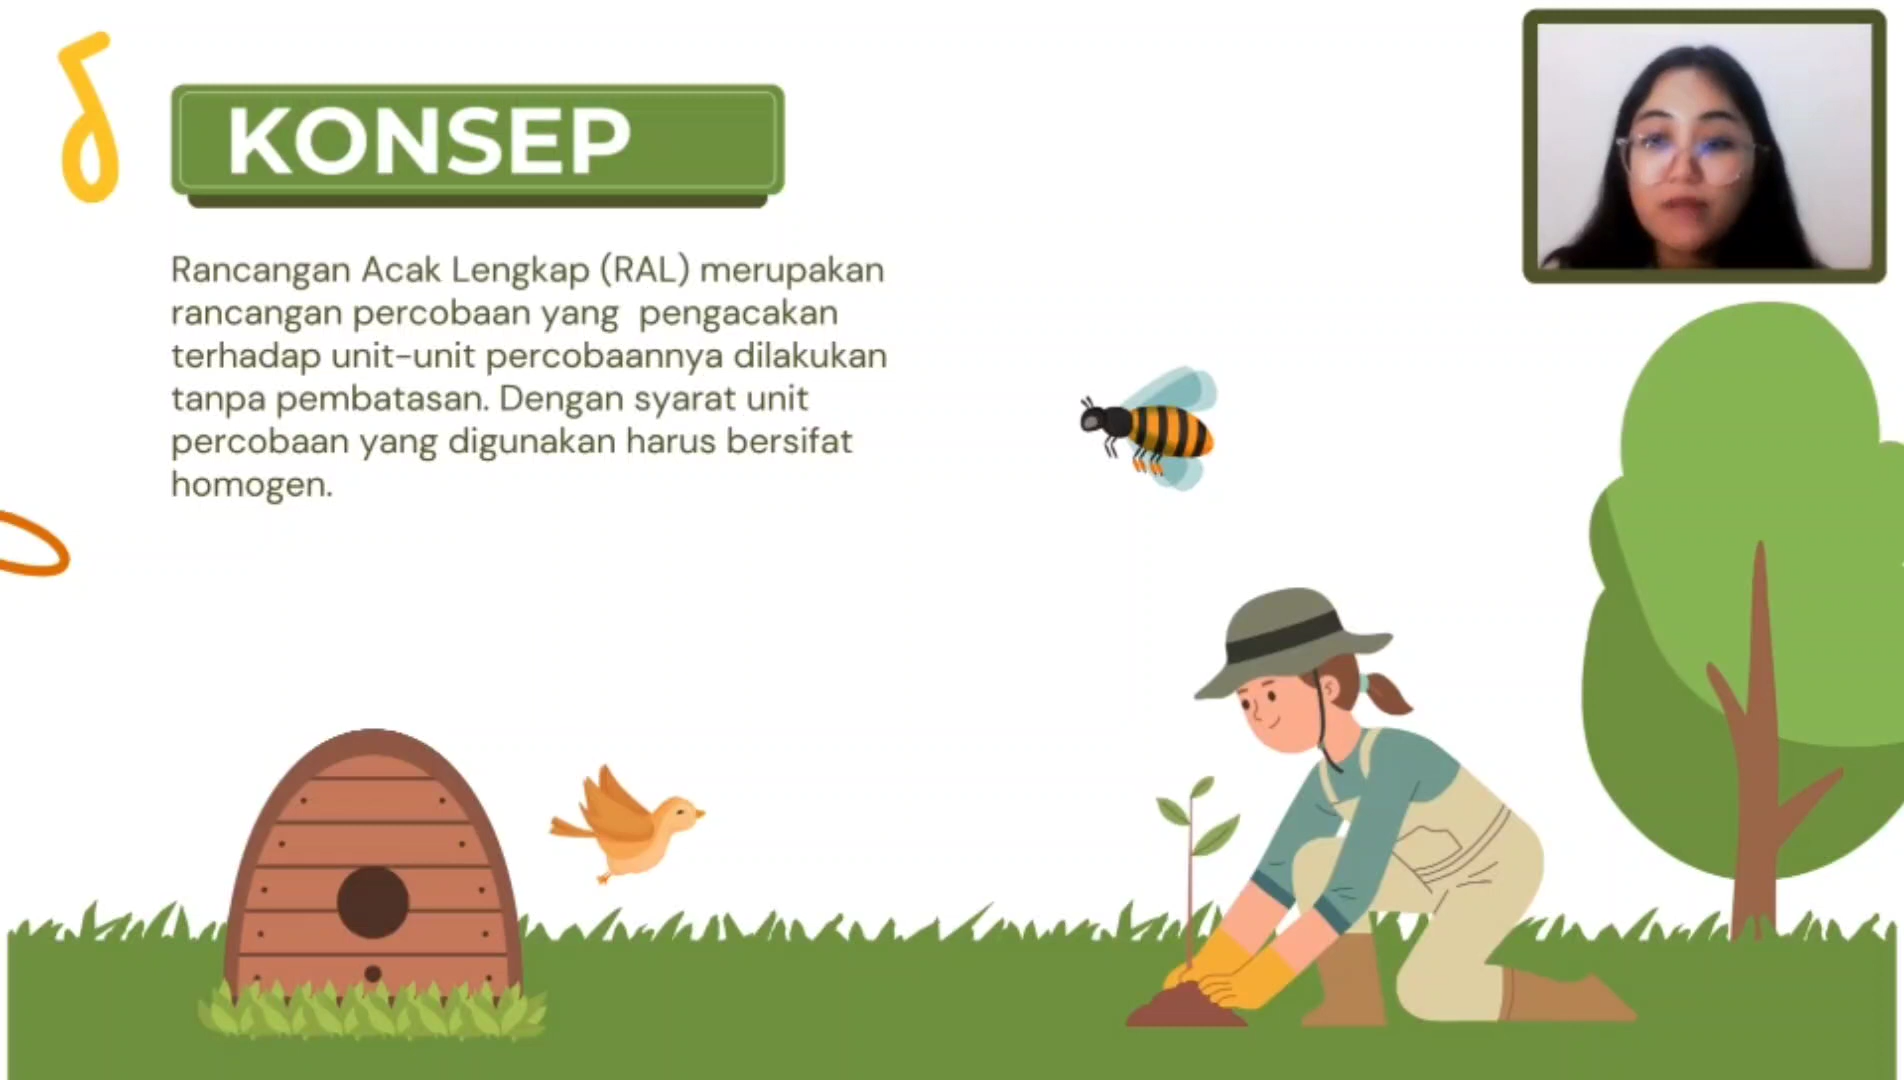 KONSEP
Rancangan Acak Lengkap (RAL) merupakan
rancangan percobaan yang  pengacakan
terhadap unit-unit percobaannya dilakukan
tanpa pembatasan. Dengan syarat unit
percobaan yang digunakan harus bersifat
homogen.